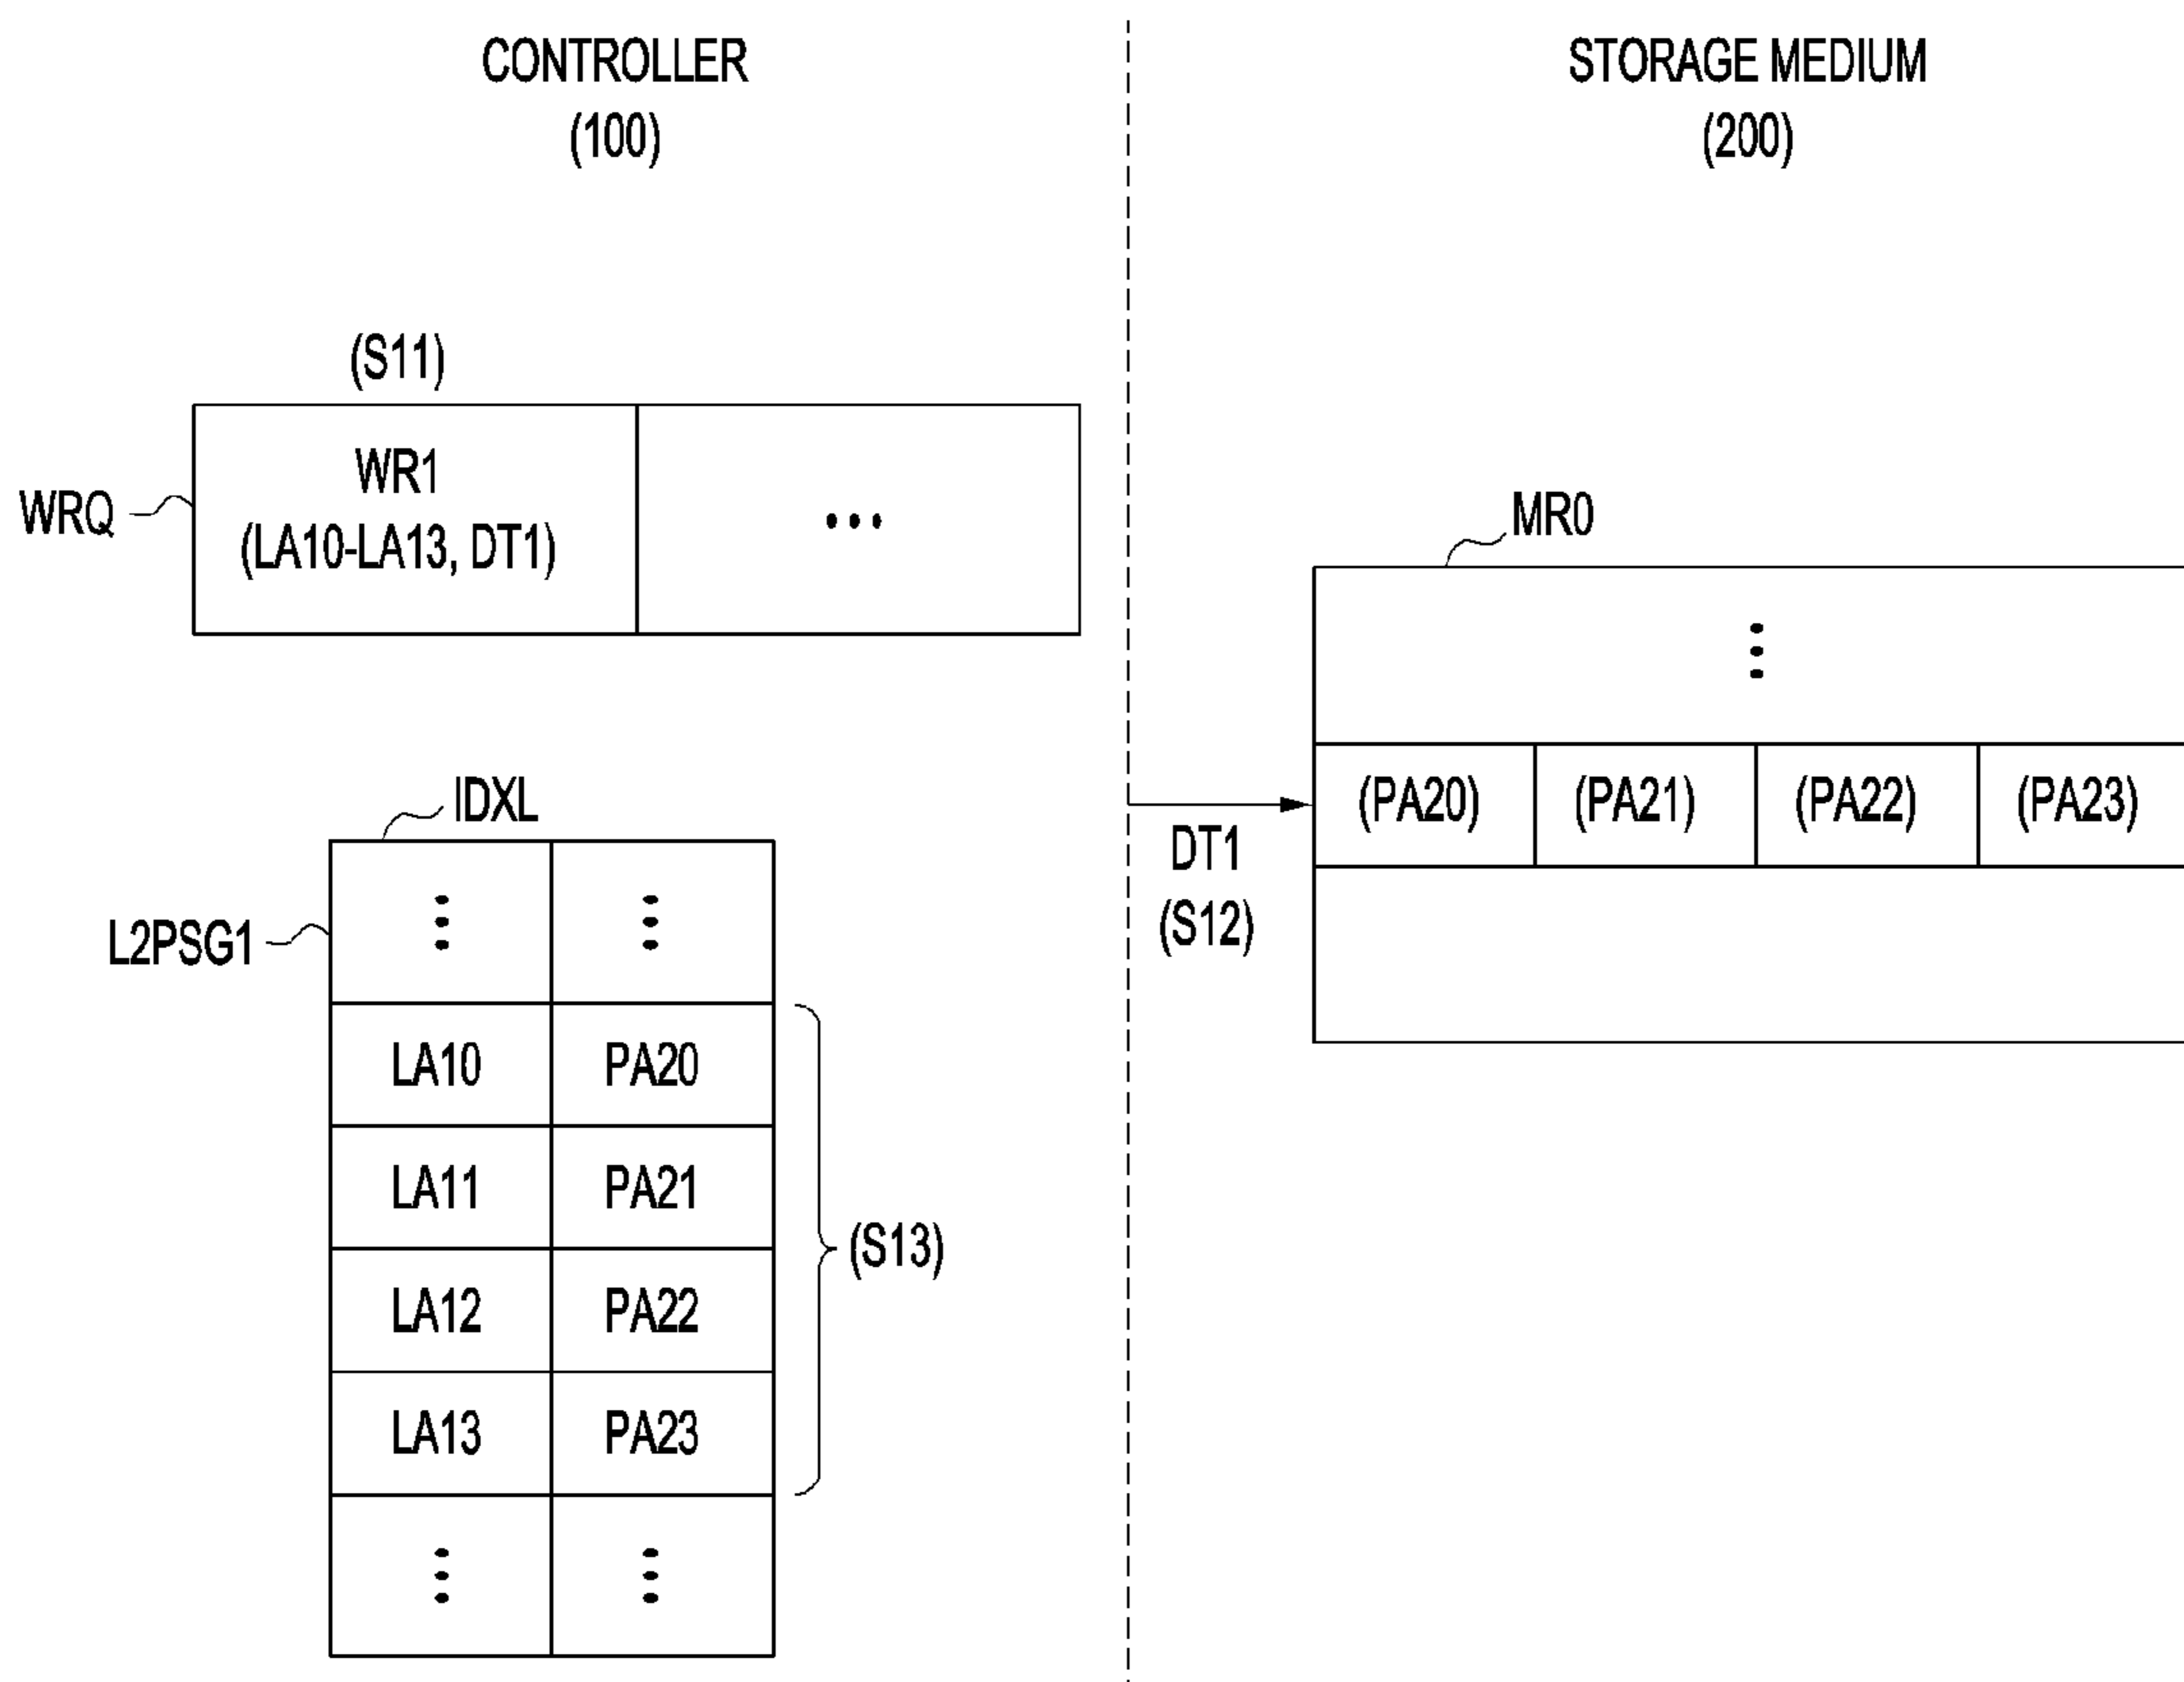 CONTROLLER
(100)
STORAGE MEDIUM
(200)
(S11)
WRQ
WR1
(LA10-LA13, DT1)
•••
MR0
(PA20) (PA21) (PA22) (PA23)
DT1
(S12)
IDXL
L2PSG1
LA10 PA20
LA11 PA21
LA12 PA22
LA13 PA23
(S13)